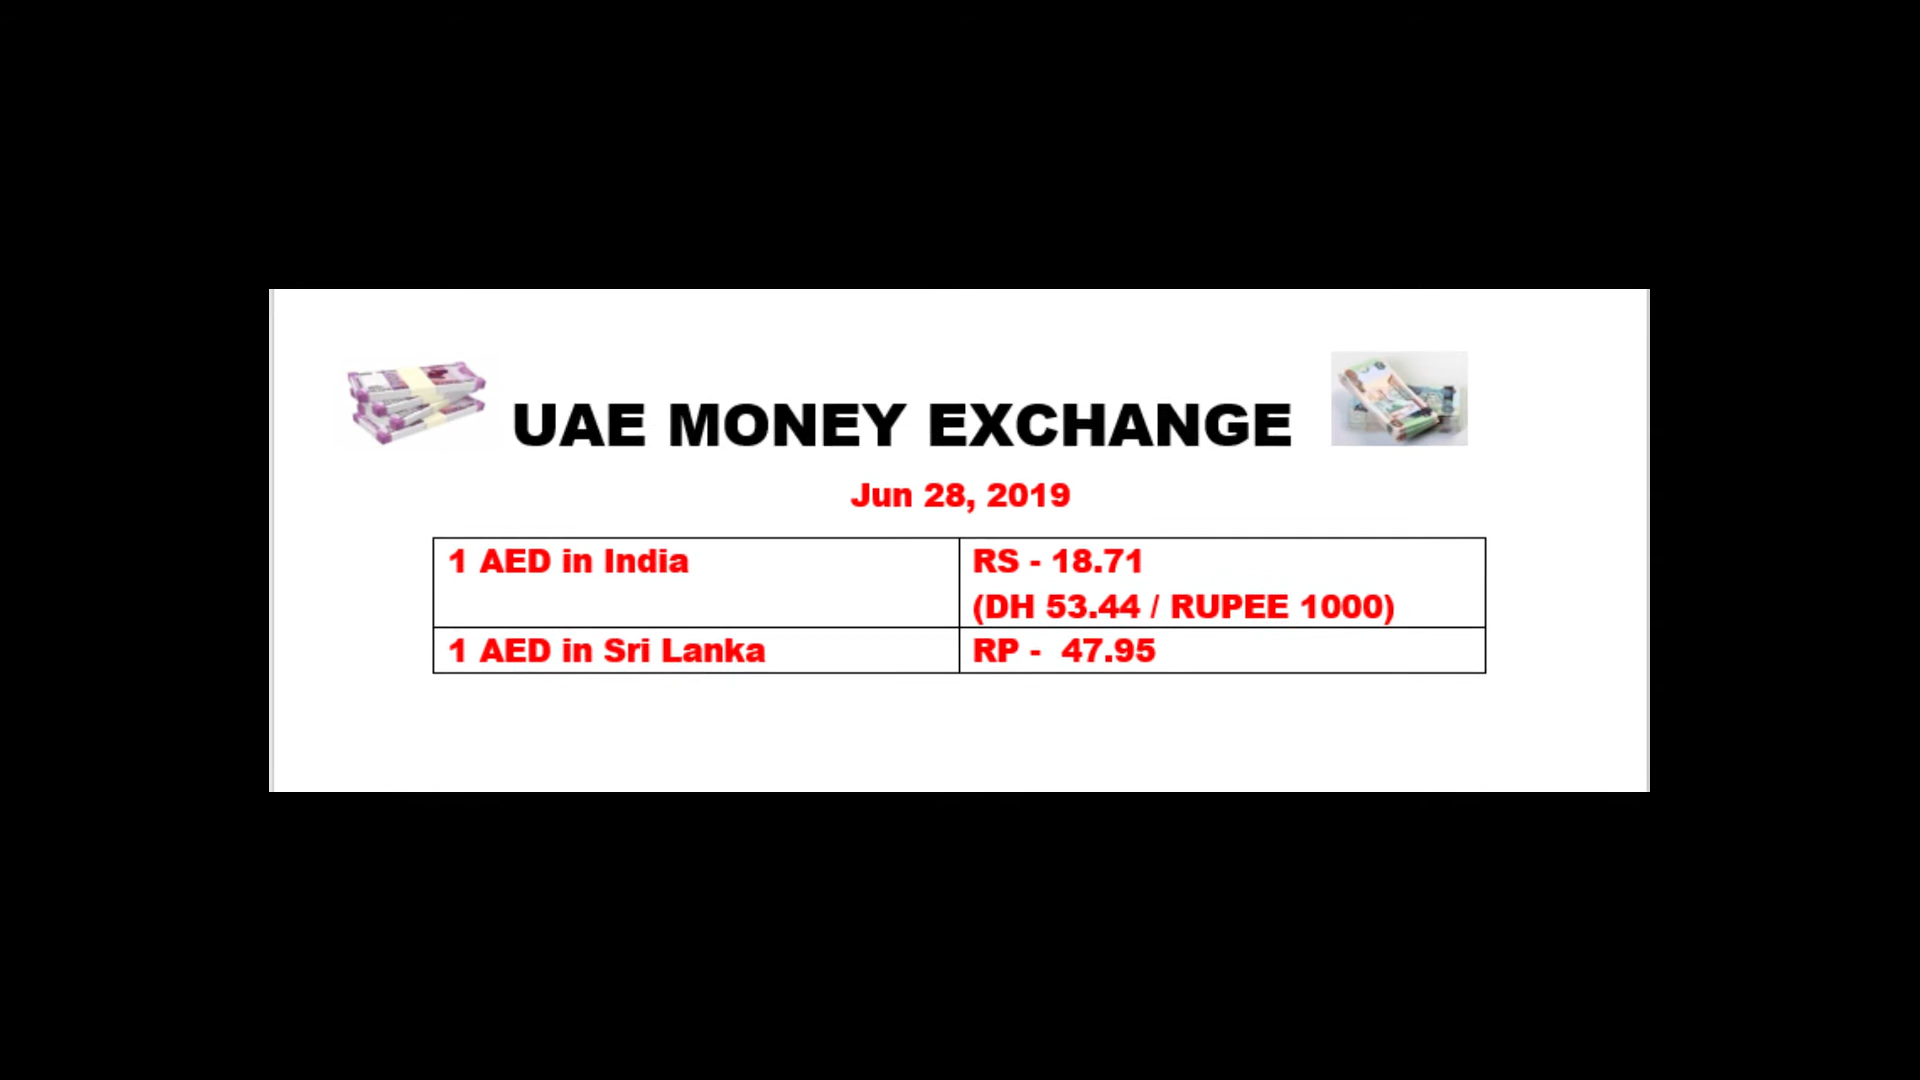 UAE MONEY EXCHANGE
Jun 28, 2019
1 AED in India
RS - 18.71
(DH 53.44 / RUPEE 1000)
1 AED in Sri Lanka
RP -  47.95